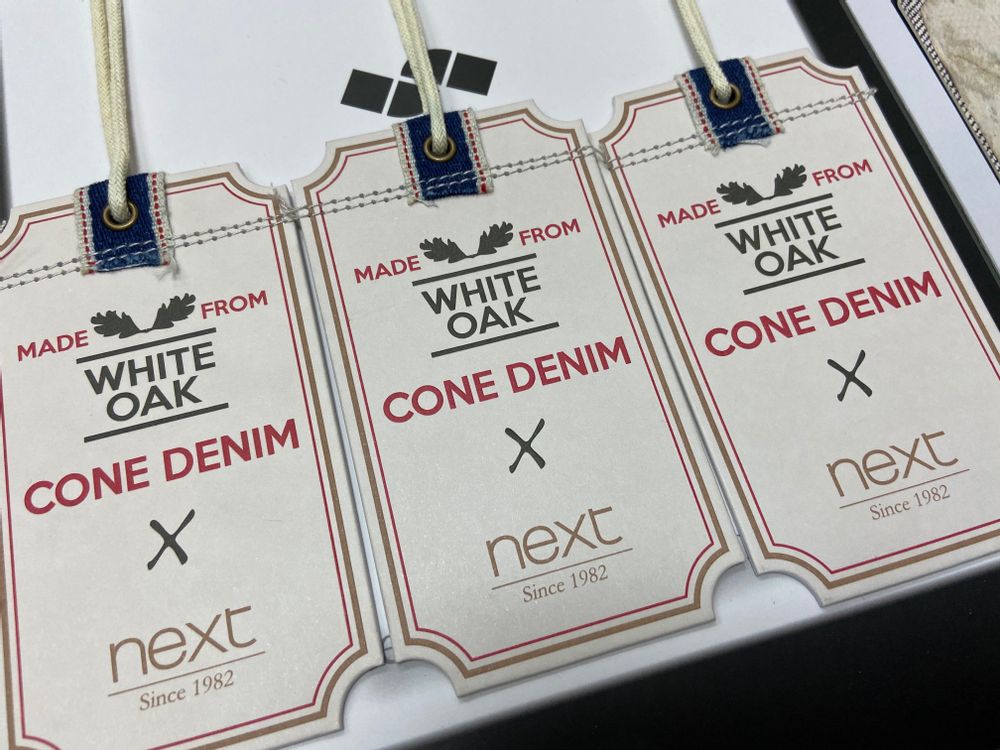 MADE FROM
WHITE
OAK
CONE DENIM
X
next
Since 1982
MADE FROM
WHITE
OAK
CONE DENIM
X
next
Since 1982
MADE FROM
WHITE
OAK
CONE DENIM
X
next
Since 1982